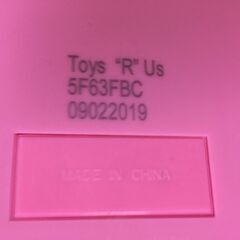 Toys "R" Us
5F63FBC
09022019
MADE IN CHINA